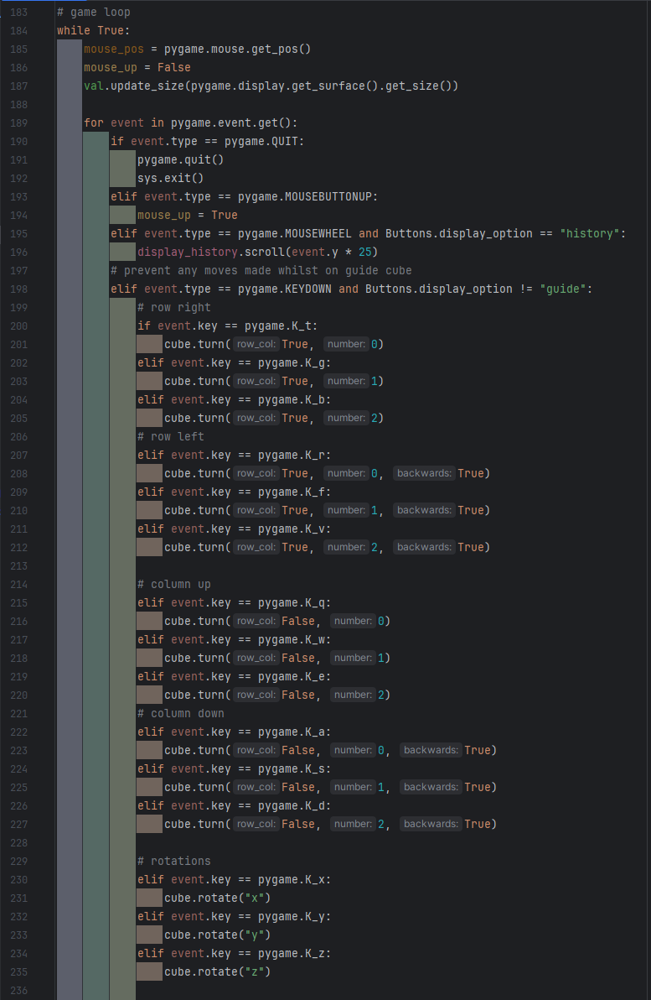 183 # game loop
184 while True:
185 mouse_pos = pygame.mouse.get_pos()
186 mouse_up = False
187 val.update_size(pygame.display.get_surface().get_size())
188
189 for event in pygame.event.get():
190 if event.type == pygame.QUIT:
191 pygame.quit()
192 sys.exit()
193 elif event.type == pygame.MOUSEBUTTONUP:
194 mouse_up = True
195 elif event.type == pygame.MOUSEWHEEL and Buttons.display_option == "history":
196 display_history.scroll(event.y * 25)
197 # prevent any moves made whilst on guide cube
198 elif event.type == pygame.KEYDOWN and Buttons.display_option != "guide":
199 # row right
200 if event.key == pygame.K_t:
201 cube.turn( row_col: True, number: 0)
202 elif event.key == pygame.K_g:
203 cube.turn( row_col: True, number: 1)
204 elif event.key == pygame.K_b:
205 cube.turn( row_col: True, number: 2)
206 # row left
207 elif event.key == pygame.K_r:
208 cube.turn( row_col: True, number: 0, backwards: True)
209 elif event.key == pygame.K_f:
210 cube.turn( row_col: True, number: 1, backwards: True)
211 elif event.key == pygame.K_v:
212 cube.turn( row_col: True, number: 2, backwards: True)
213
214 # column up
215 elif event.key == pygame.K_q:
216 cube.turn( row_col: False, number: 0)
217 elif event.key == pygame.K_w:
218 cube.turn( row_col: False, number: 1)
219 elif event.key == pygame.K_e:
220 cube.turn( row_col: False, number: 2)
221 # column down
222 elif event.key == pygame.K_a:
223 cube.turn( row_col: False, number: 0, backwards: True)
224 elif event.key == pygame.K_s:
225 cube.turn( row_col: False, number: 1, backwards: True)
226 elif event.key == pygame.K_d:
227 cube.turn( row_col: False, number: 2, backwards: True)
228
229 # rotations
230 elif event.key == pygame.K_x:
231 cube.rotate("x")
232 elif event.key == pygame.K_y:
233 cube.rotate("y")
234 elif event.key == pygame.K_z:
235 cube.rotate("z")
236